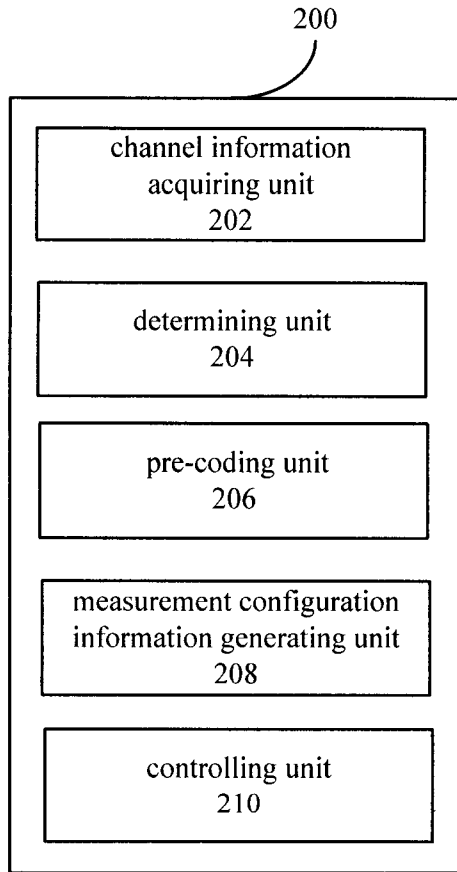 200
channel information
acquiring unit
202
determining unit
204
pre-coding unit
206
measurement configuration
information generating unit
208
controlling unit
210